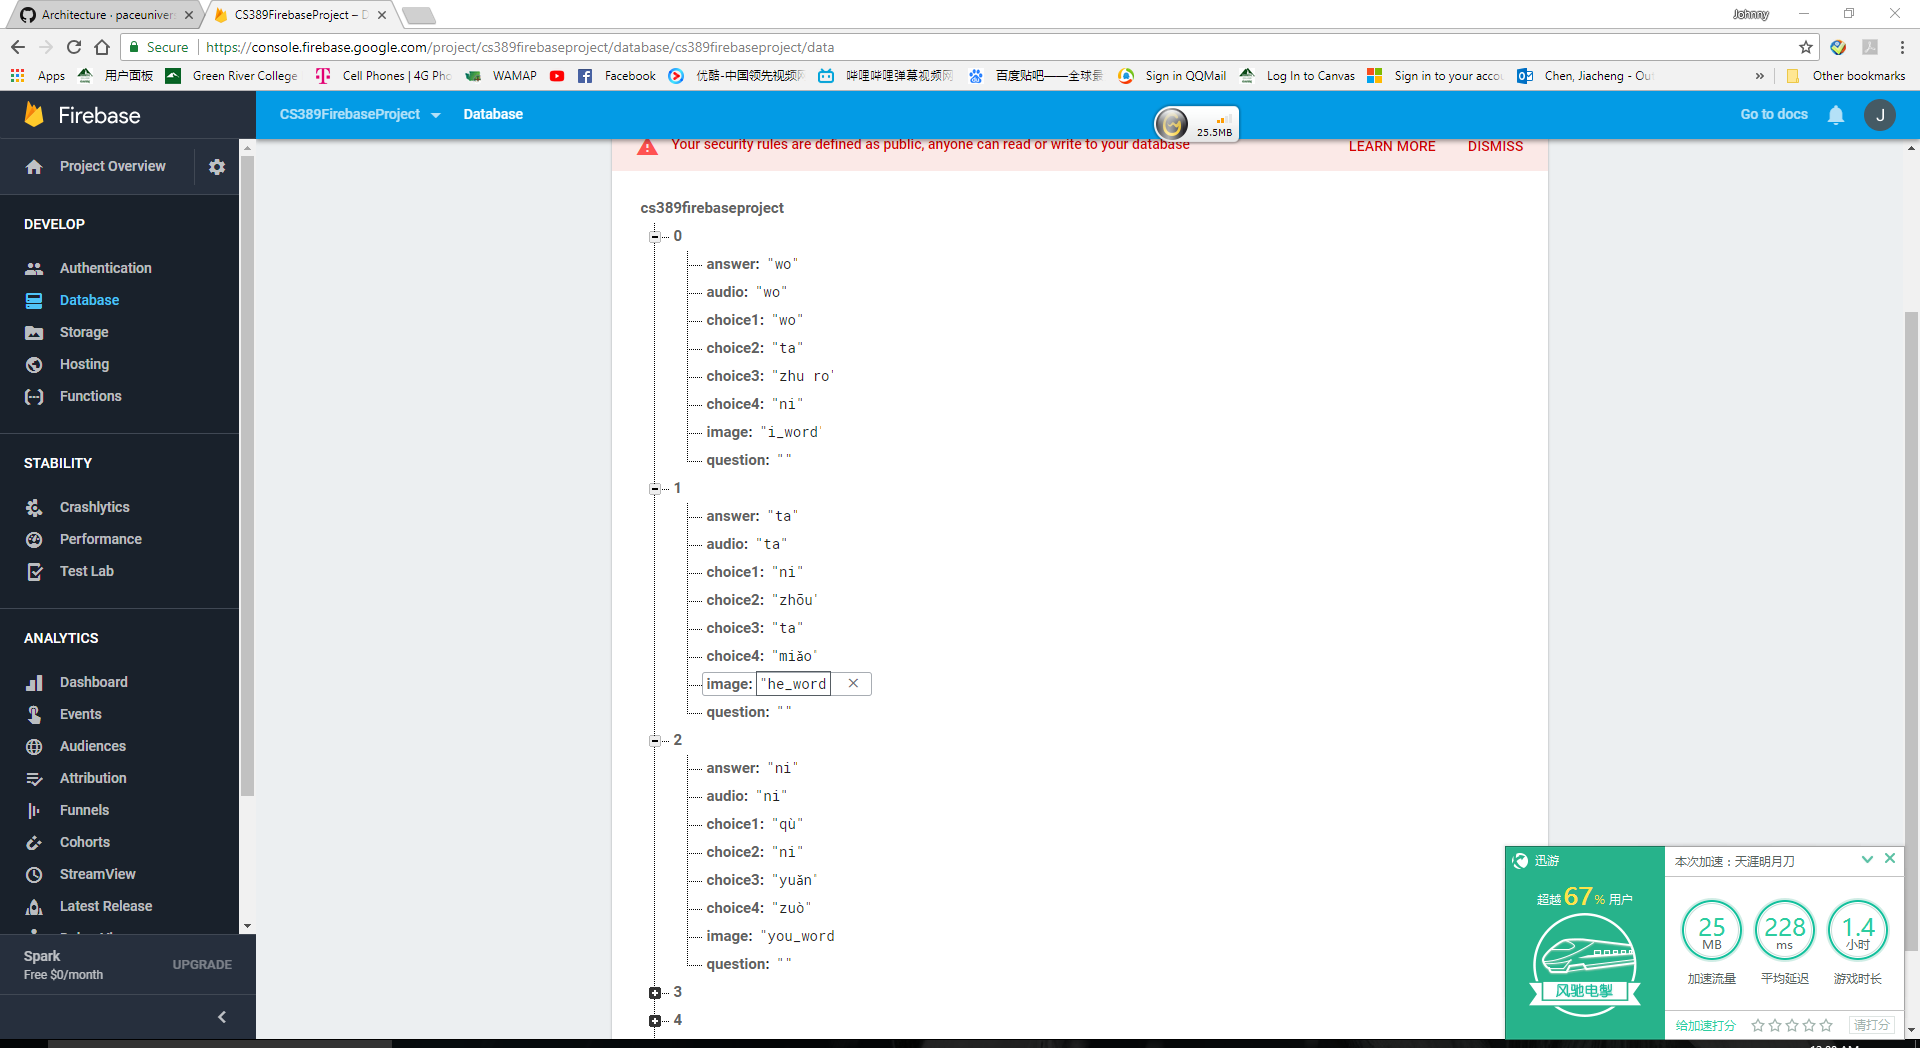 Architecture · paceunivers
CS389FirebaseProject – D
Johnny
Secure
https://console.firebase.google.com/project/cs389firebaseproject/database/cs389firebaseproject/data
Apps
用户面板
Green River College
Cell Phones | 4G Pho
WAMAP
Facebook
优酷-中国领先视频网
哔哩哔哩弹幕视频网
百度贴吧——全球最
Sign in QQMail
Log In to Canvas
Sign in to your accou
Chen, Jiacheng - Out
»
Other bookmarks
Firebase
CS389FirebaseProject
Database
25.5MB
Go to docs
J
Project Overview
Your security rules are defined as public, anyone can read or write to your database
LEARN MORE
DISMISS
DEVELOP
Authentication
Database
Storage
Hosting
Functions
STABILITY
Crashlytics
Performance
Test Lab
ANALYTICS
Dashboard
Events
Audiences
Attribution
Funnels
Cohorts
StreamView
Latest Release
Spark
Free $0/month
UPGRADE
cs389firebaseproject
0
answer: "wo"
audio: "wo"
choice1: "wo"
choice2: "ta"
choice3: "zhu ro'
choice4: "ni"
image: "i_word'
question: ""
1
answer: "ta"
audio: "ta"
choice1: "ni"
choice2: "zhōu'
choice3: "ta"
choice4: "miǎo'
image: "he_word
question: ""
2
answer: "ni"
audio: "ni"
choice1: "qù"
choice2: "ni"
choice3: "yuǎn'
choice4: "zuò"
image: "you_word
question: ""
3
4
迅游
本次加速：天涯明月刀
超越67% 用户
风驰电掣
25 MB
228 ms
1.4 小时
加速流量
平均延迟
游戏时长
给加速打分
请打分